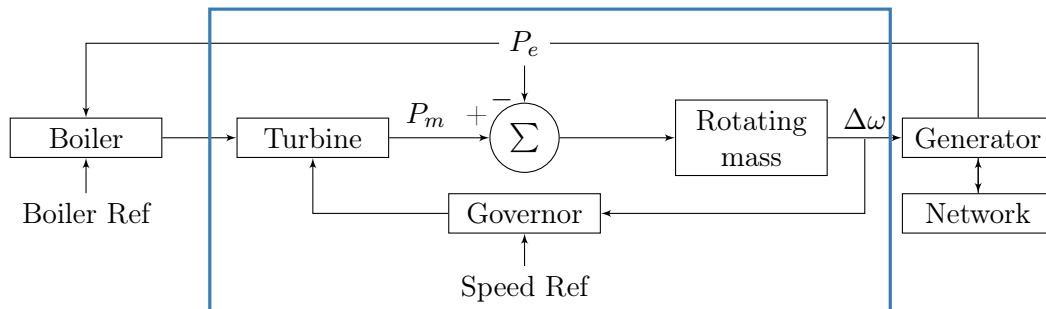 P_e
−
P_m
+
Δω
Boiler
Turbine
∑
Rotating
mass
Generator
Boiler Ref
Governor
Network
Speed Ref